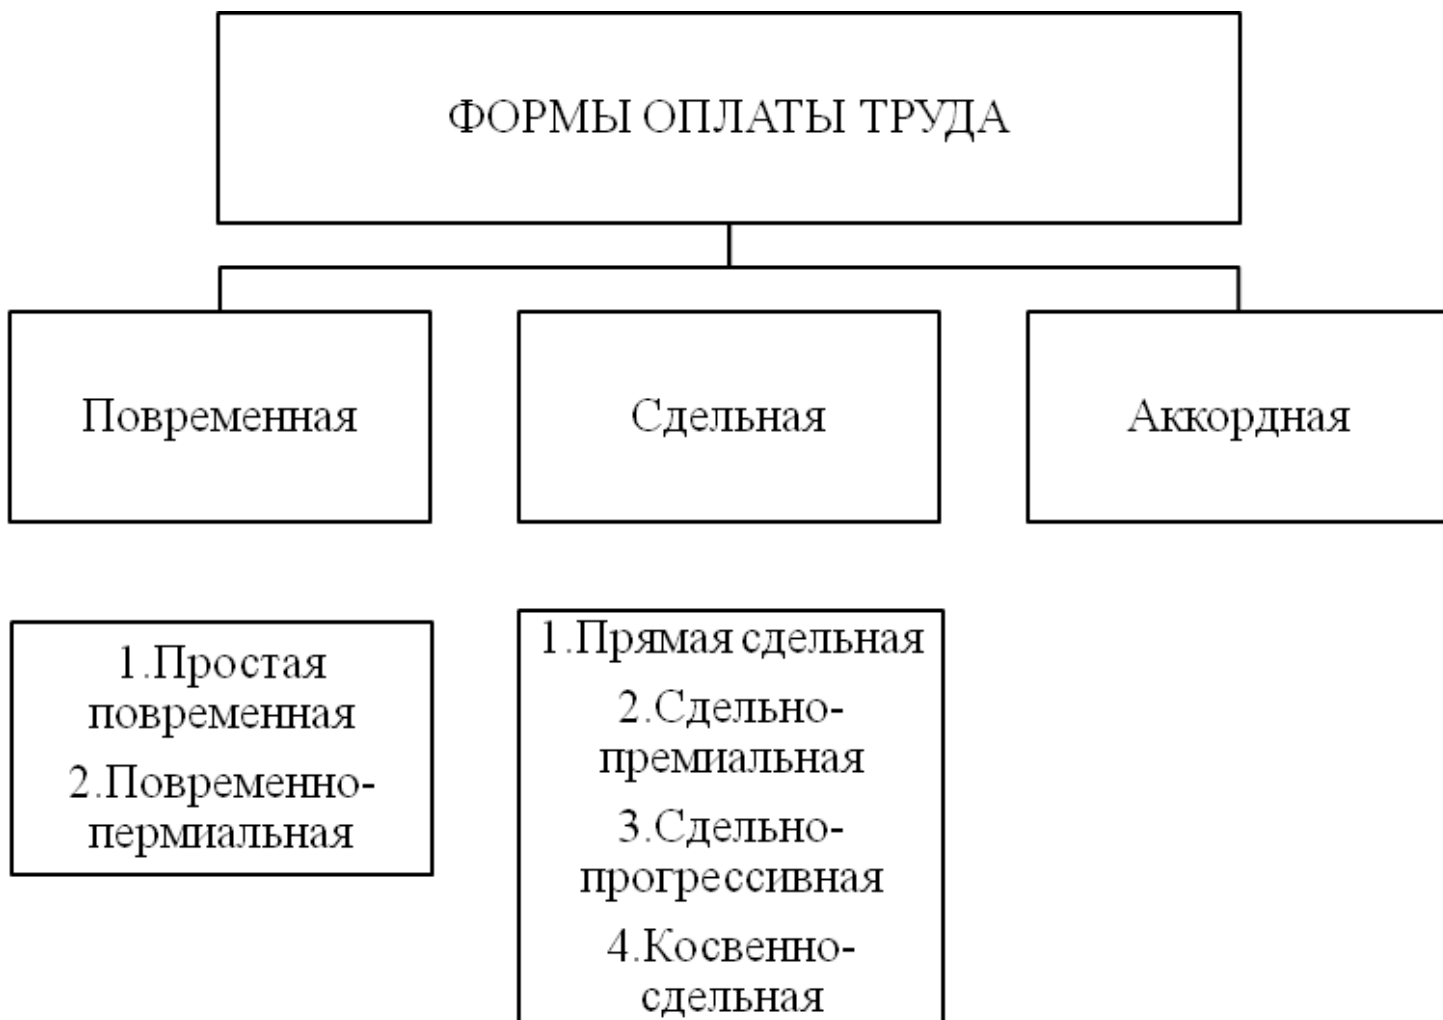 ФОРМЫ ОПЛАТЫ ТРУДА
Повременная
Сдельная
Аккордная
1.Простая
повременная
2.Повременно-
пермиальная
1.Прямая сдельная
2.Сдельно-
премиальная
3.Сдельно-
прогрессивная
4.Косвенно-
сдельная